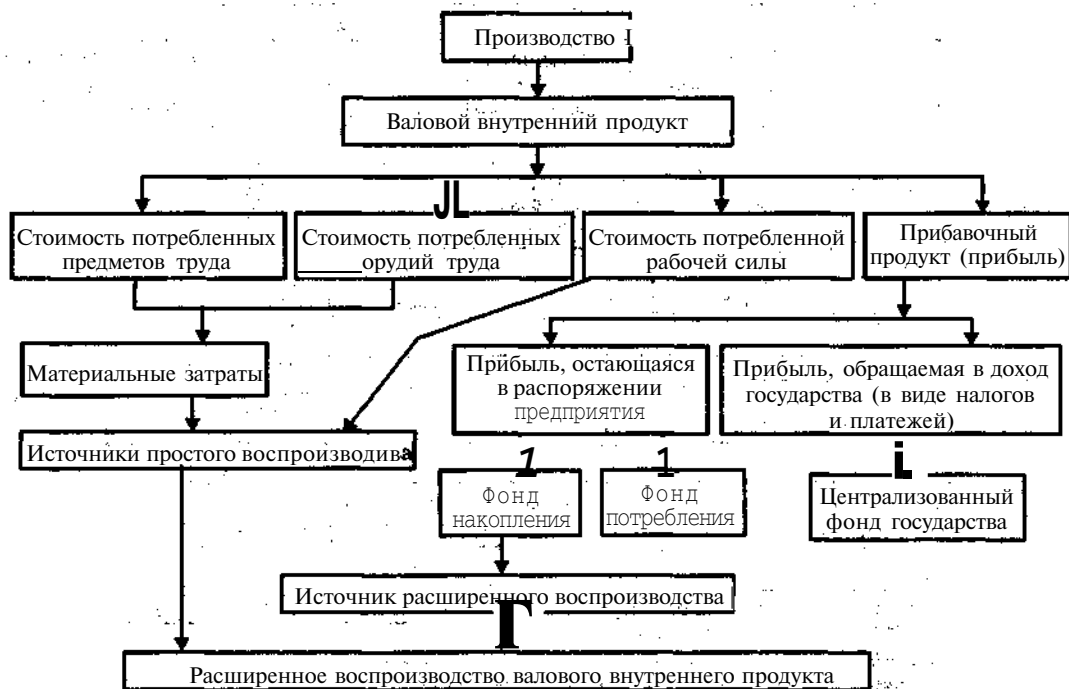 Производство
Валовой внутренний продукт
Стоимость потребленных
предметов труда
Стоимость потребленных
орудий труда
Стоимость потребленной
рабочей силы
Прибавочный
продукт (прибыль)
Материальные затраты
Прибыль, остающаяся
в распоряжении
предприятия
Прибыль, обращаемая в доход
государства (в виде налогов
и платежей)
Источники простого воспроизводива
Фонд
накопления
Фонд
потребления
Централизованный
фонд государства
Источник расширенного воспроизводства
Расширенное воспроизводство валового внутреннего продукта